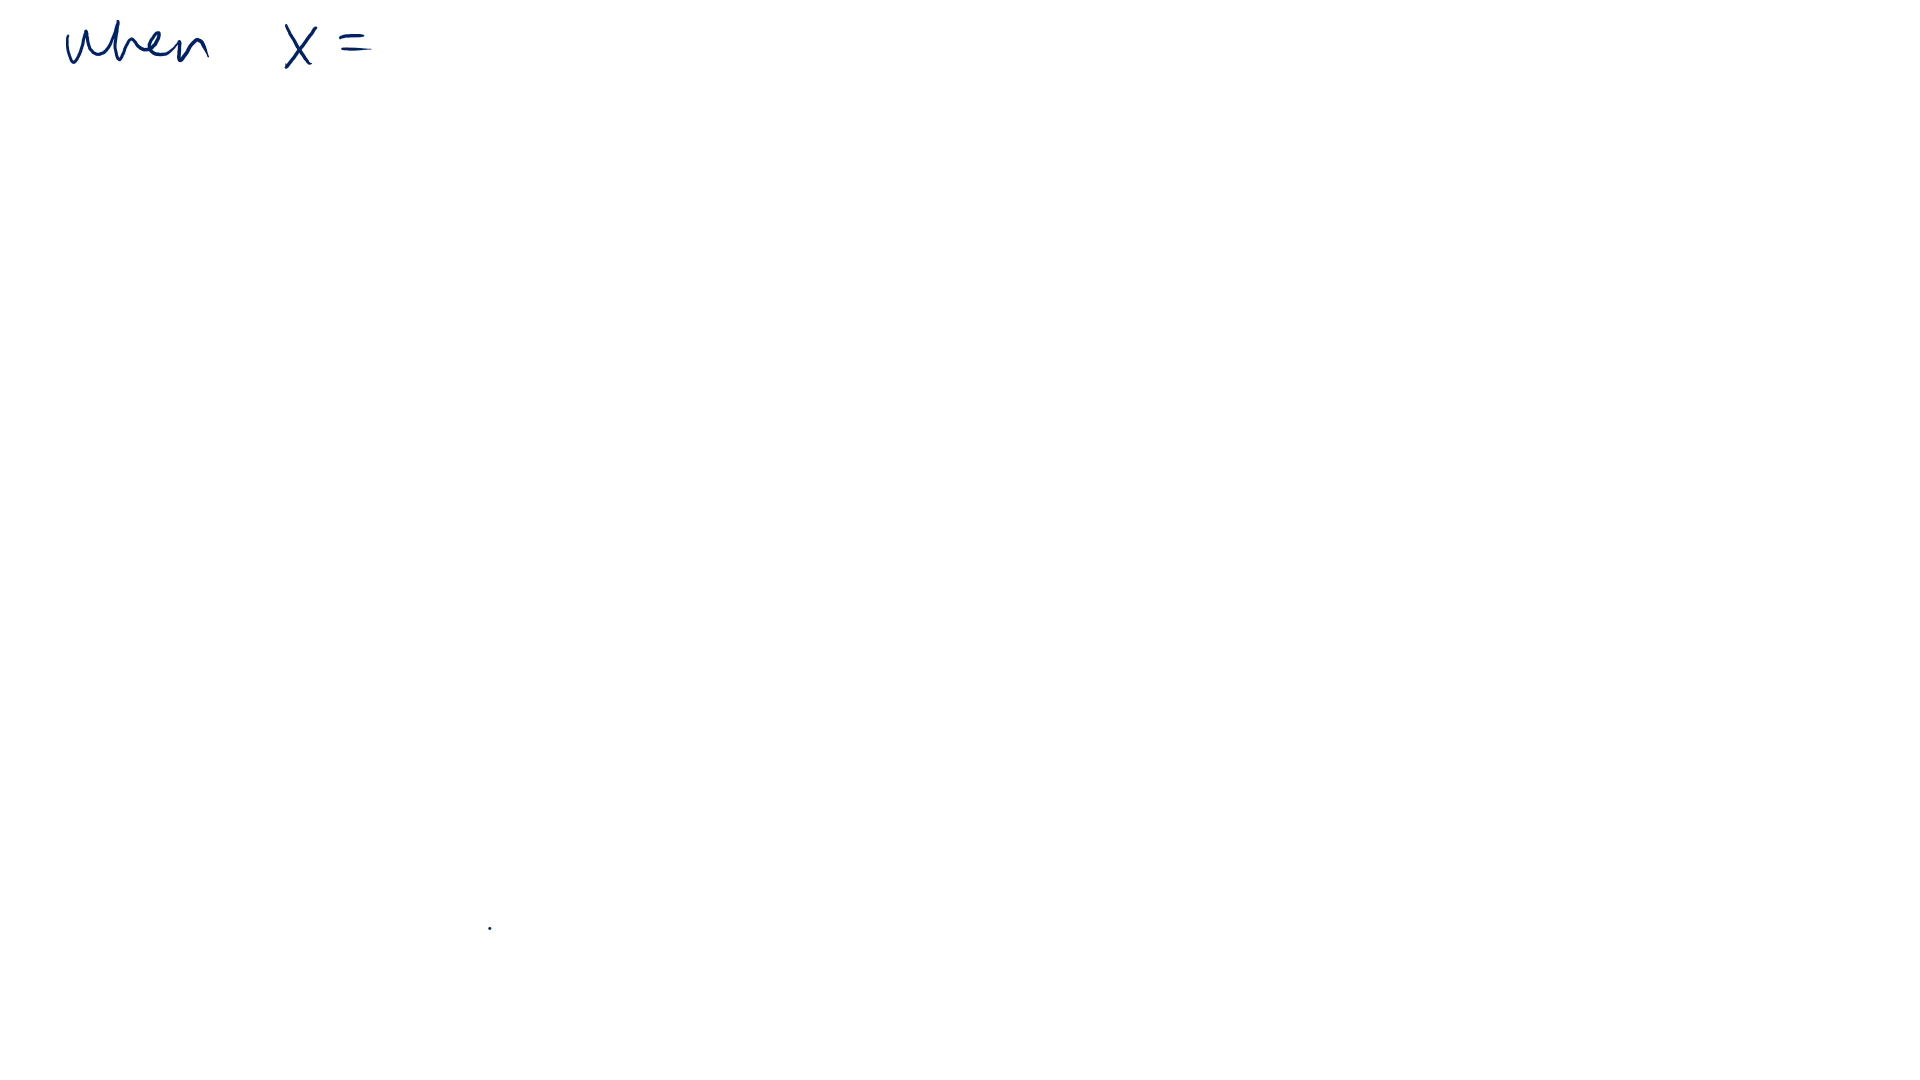 when x =